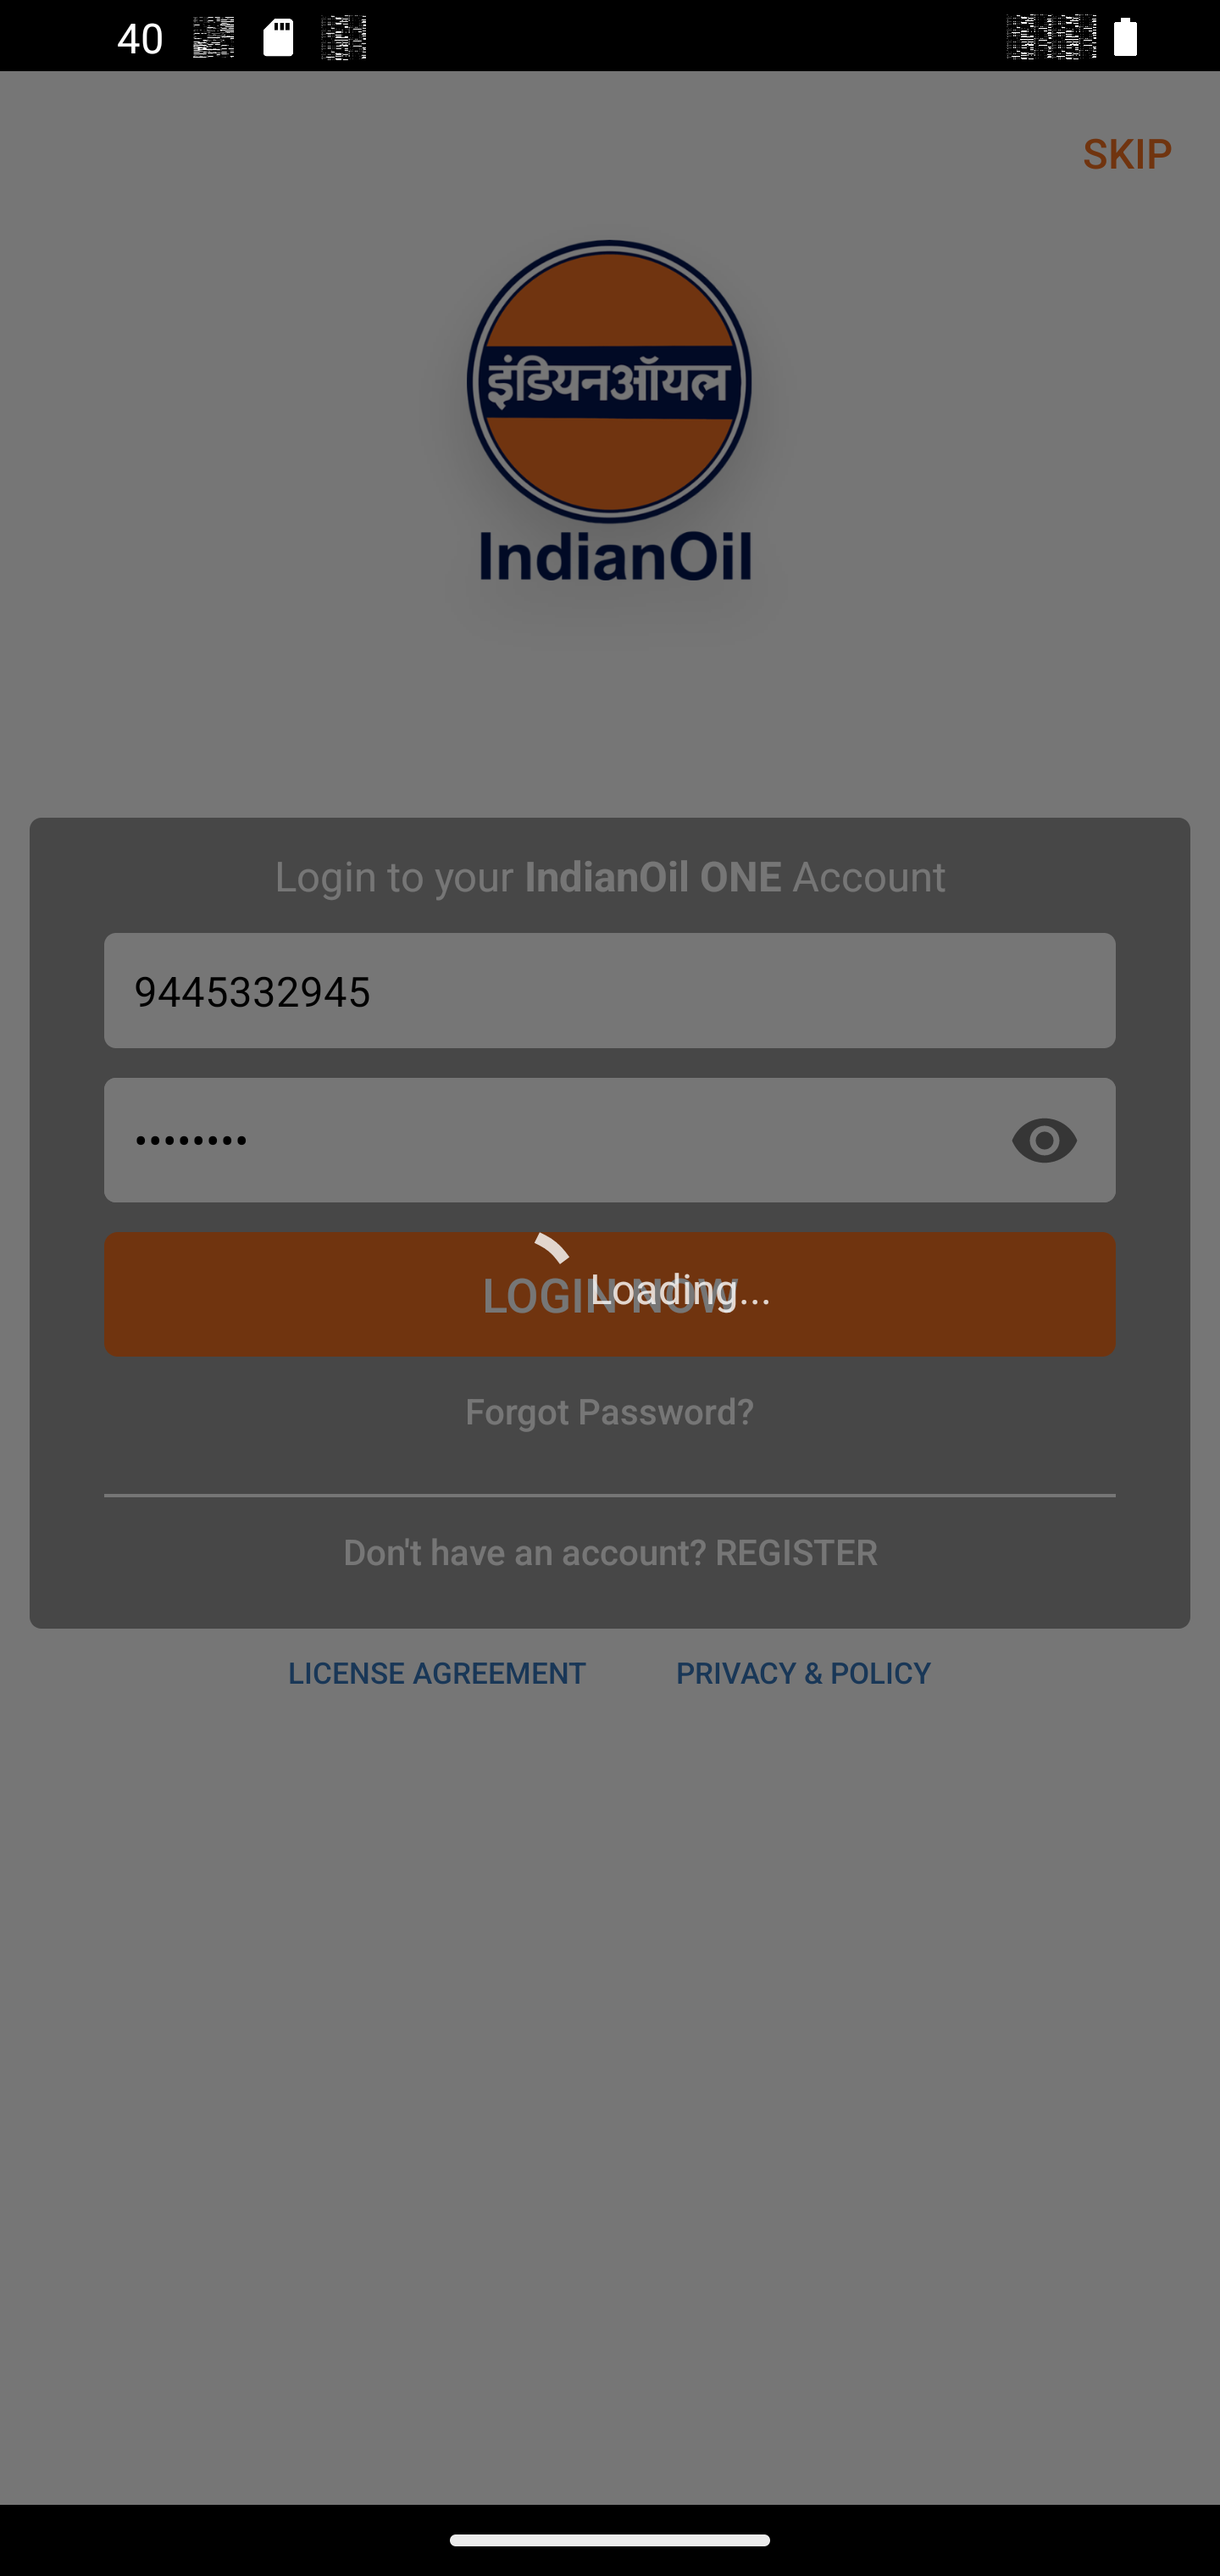 40
SKIP
इंडियनऑयल
IndianOil
Login to your IndianOil ONE Account
9445332945
••••••••
LOGIN NOW
Loading...
Forgot Password?
Don't have an account? REGISTER
LICENSE AGREEMENT PRIVACY & POLICY